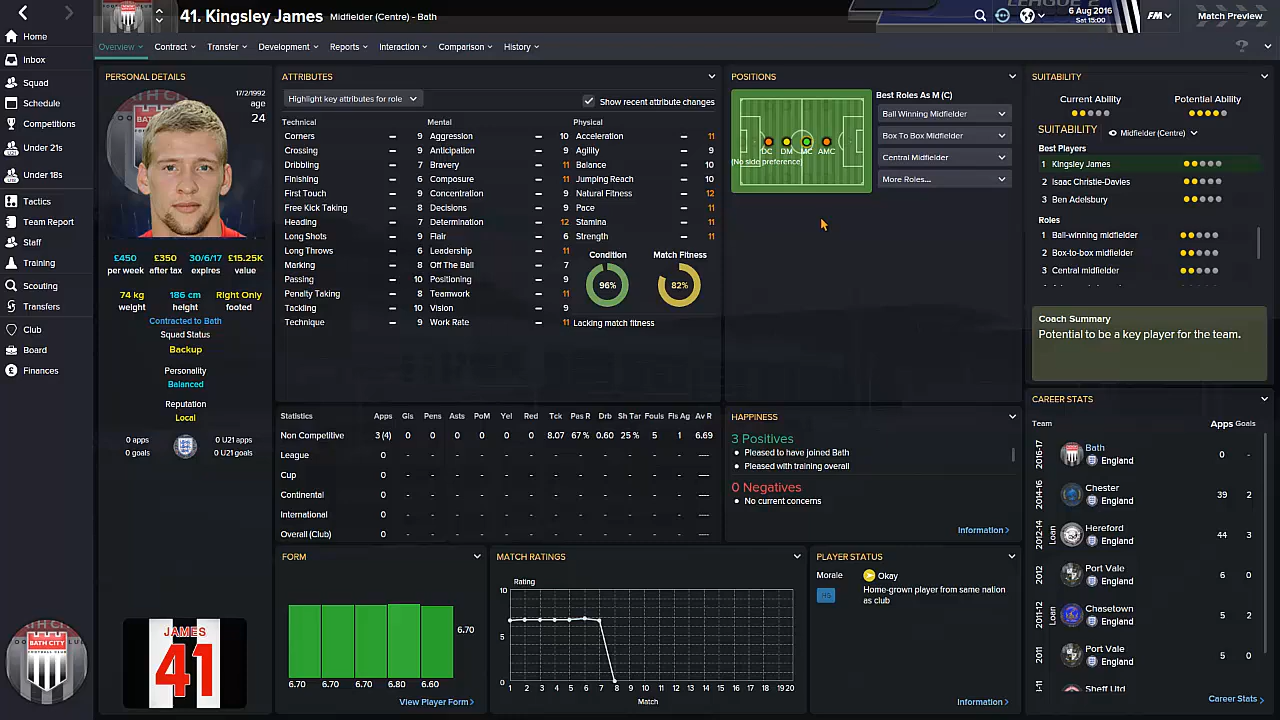 41. Kingsley James Midfielder (Centre) - Bath
6 Aug 2016
Sat 15:00
FM
Match Preview
Home
Inbox
Squad
Schedule
Competitions
Under 21s
Under 18s
Tactics
Team Report
Staff
Training
Scouting
Transfers
Club
Board
Finances
Overview Contract Transfer Development Reports Interaction Comparison History
PERSONAL DETAILS
17/2/1992
age
24
£450 £350 30/6/17 £15.25K
per week after tax expires value
74 kg 186 cm Right Only
weight height footed
Contracted to Bath
Squad Status
Backup
Personality
Balanced
Reputation
Local
0 apps 0 U21 apps
0 goals 0 U21 goals
BATH CITY
JAMES
41
ATTRIBUTES
Highlight key attributes for role
Show recent attribute changes
Technical Mental Physical
Corners – 9 Aggression – 10 Acceleration – 11
Crossing – 9 Anticipation – 9 Agility – 9
Dribbling – 7 Bravery – 11 Balance – 10
Finishing – 6 Composure – 11 Jumping Reach – 10
First Touch – 9 Concentration – 9 Natural Fitness – 12
Free Kick Taking – 8 Decisions – 9 Pace – 11
Heading – 7 Determination – 12 Stamina – 11
Long Shots – 9 Flair – 6 Strength – 11
Long Throws – 6 Leadership – 11
Marking – 8 Off The Ball – 7
Passing – 10 Positioning – 9
Penalty Taking – 8 Teamwork – 11
Tackling – 10 Vision – 9
Technique – 9 Work Rate – 11
Condition Match Fitness
96% 82%
Lacking match fitness
POSITIONS
DC DM MC AMC
(No side preference)
Best Roles As M (C)
Ball Winning Midfielder
Box To Box Midfielder
Central Midfielder
More Roles...
SUITABILITY
Current Ability Potential Ability
SUITABILITY Midfielder (Centre)
Best Players
1 Kingsley James
2 Isaac Christie-Davies
3 Ben Adelsbury
Roles
1 Ball-winning midfielder
2 Box-to-box midfielder
3 Central midfielder
Coach Summary
Potential to be a key player for the team.
Statistics Apps Gls Pens Asts PoM Yel Red Tck Pas R Drb Sh Tar Fouls Fls Ag Av R
Non Competitive 3 (4) 0 0 0 0 0 0 8.07 67 % 0.60 25 % 5 1 6.69
League 0 - - - - - - - - - - - - ----
Cup 0 - - - - - - - - - - - - ----
Continental 0 - - - - - - - - - - - - ----
International 0 - - - - - - - - - - - - ----
Overall (Club) 0 - - - - - - - - - - - - ----
HAPPINESS
3 Positives
• Pleased to have joined Bath
• Pleased with training overall
0 Negatives
• No current concerns
Information >
CAREER STATS
Team Apps Goals
2016-17 Bath England 0 -
2014-16 Chester England 39 2
2012-14 Loan Hereford England 44 3
2012 Port Vale England 6 0
2011-12 Loan Chasetown England 5 2
2011 Port Vale England 5 0
Sheff Utd
Career Stats >
FORM
6.70
6.70 6.70 6.70 6.80 6.60
View Player Form >
MATCH RATINGS
Rating
10
5
0
1 2 3 4 5 6 7 8 9 10 11 12 13 14 15 16 17 18 19 20
Match
PLAYER STATUS
Morale Okay
HG Home-grown player from same nation
as club
Information >